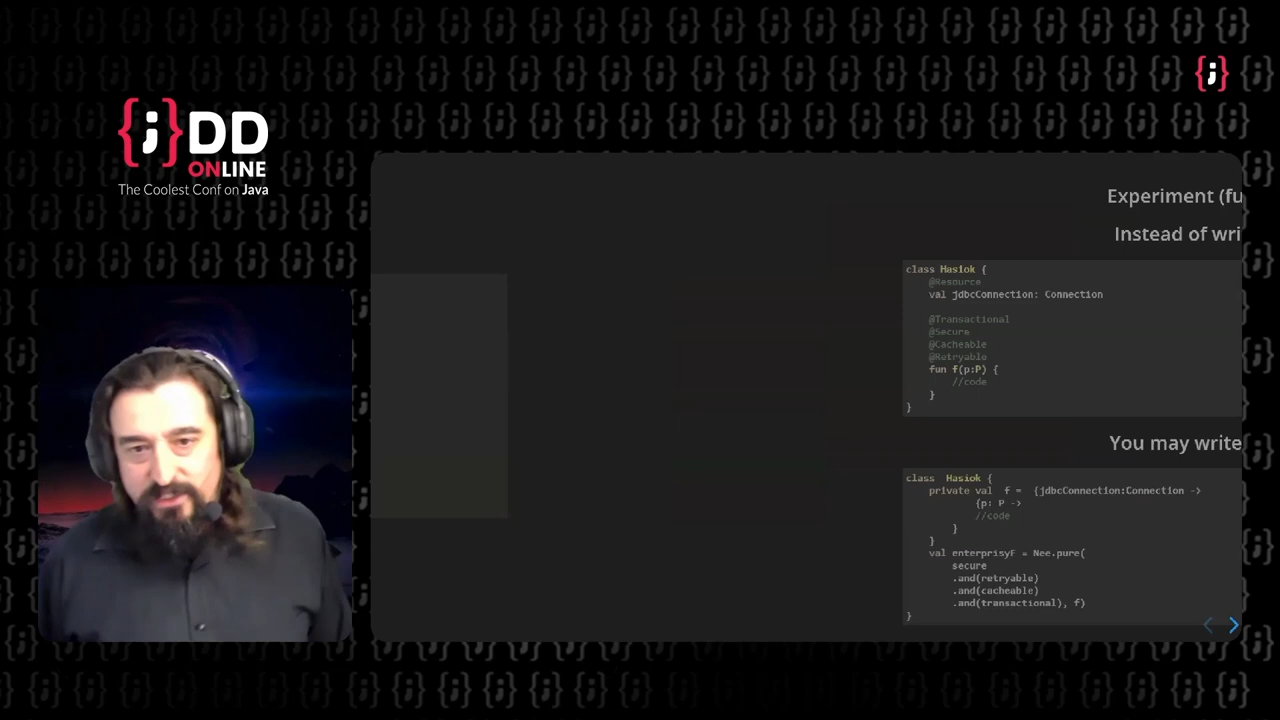 {;}DD
ONLINE
The Coolest Conf on Java
{;}
Experiment (fu
Instead of wri
class Hasiok {
@Resource
val jdbcConnection: Connection
@Transactional
@Secure
@Cacheable
@Retryable
fun f(p:P) {
//code
}
}
You may write
class Hasiok {
private val f = {jdbcConnection:Connection ->
{p: P ->
//code
}
}
val enterprisyF = Nee.pure(
secure
.and(retryable)
.and(cacheable)
.and(transactional), f)
}